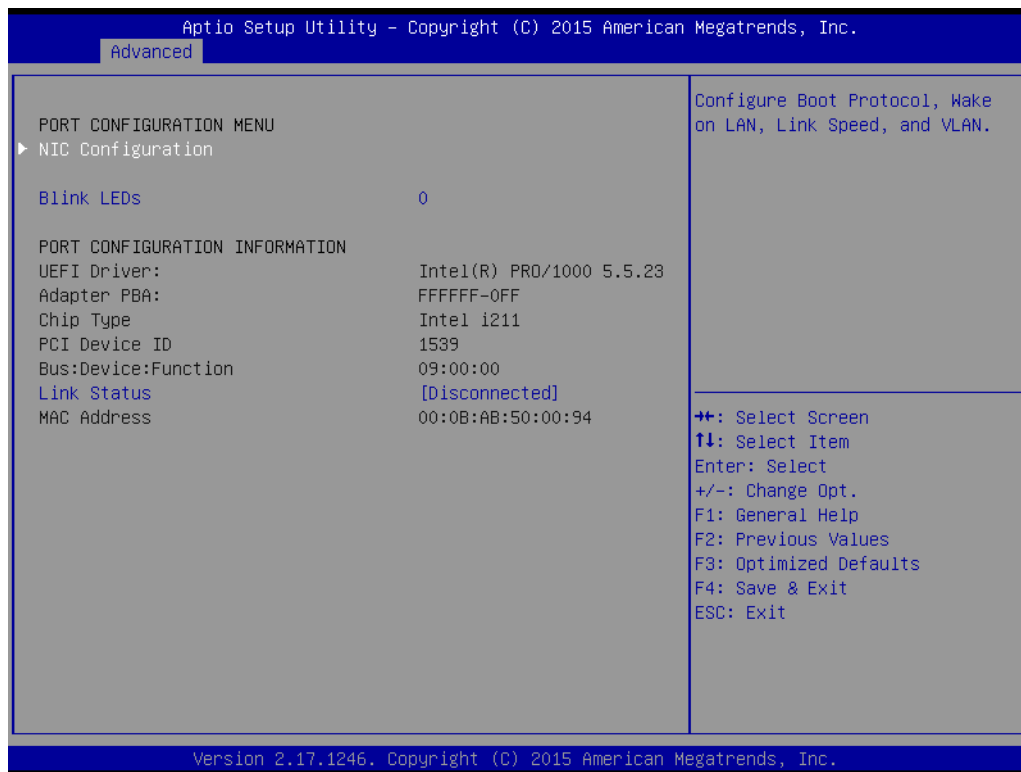 Aptio Setup Utility – Copyright (C) 2015 American Megatrends, Inc.
Advanced
PORT CONFIGURATION MENU
► NIC Configuration
Blink LEDs 0
PORT CONFIGURATION INFORMATION
UEFI Driver: Intel(R) PRO/1000 5.5.23
Adapter PBA: FFFFFF-0FF
Chip Type Intel i211
PCI Device ID 1539
Bus:Device:Function 09:00:00
Link Status [Disconnected]
MAC Address 00:0B:AB:50:00:94
Configure Boot Protocol, Wake
on LAN, Link Speed, and VLAN.
→←: Select Screen
↑↓: Select Item
Enter: Select
+/-: Change Opt.
F1: General Help
F2: Previous Values
F3: Optimized Defaults
F4: Save & Exit
ESC: Exit
Version 2.17.1246. Copyright (C) 2015 American Megatrends, Inc.